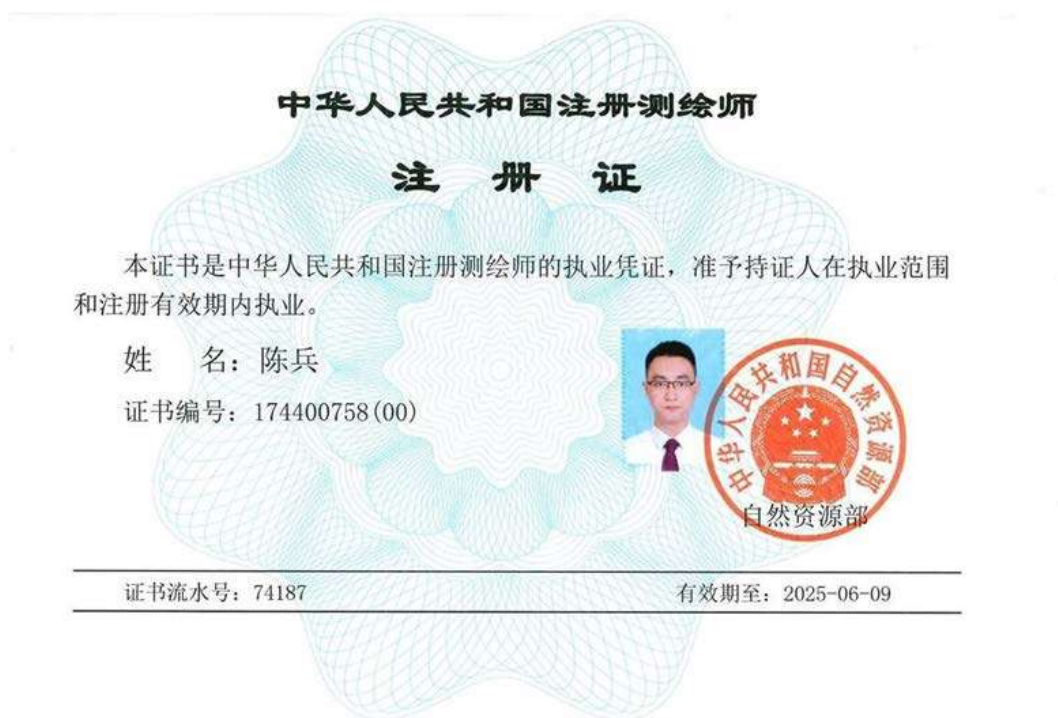 中华人民共和国注册测绘师
注 册 证
本证书是中华人民共和国注册测绘师的执业凭证，准予持证人在执业范围
和注册有效期内执业。
姓 名：陈兵
证书编号：174400758(00)
中华人民共和国自然资源部
自然资源部
证书流水号：74187
有效期至：2025-06-09